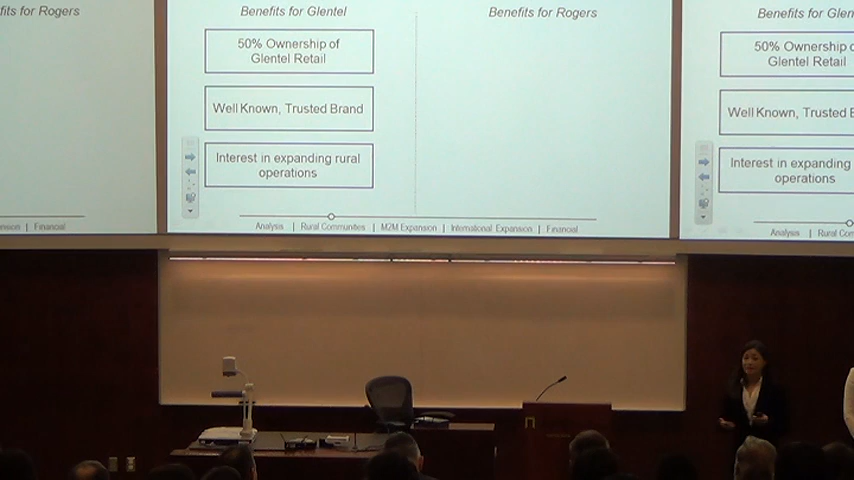 fits for Rogers
nsion | Financial
Benefits for Glentel
Benefits for Rogers
50% Ownership of
Glentel Retail
Well Known, Trusted Brand
Interest in expanding rural
operations
Analysis | Rural Communities | M2M Expansion | International Expansion | Financial
Benefits for Glen
50% Ownership o
Glentel Retail
Well Known, Trusted B
Interest in expanding
operations
Analysis | Rural Com